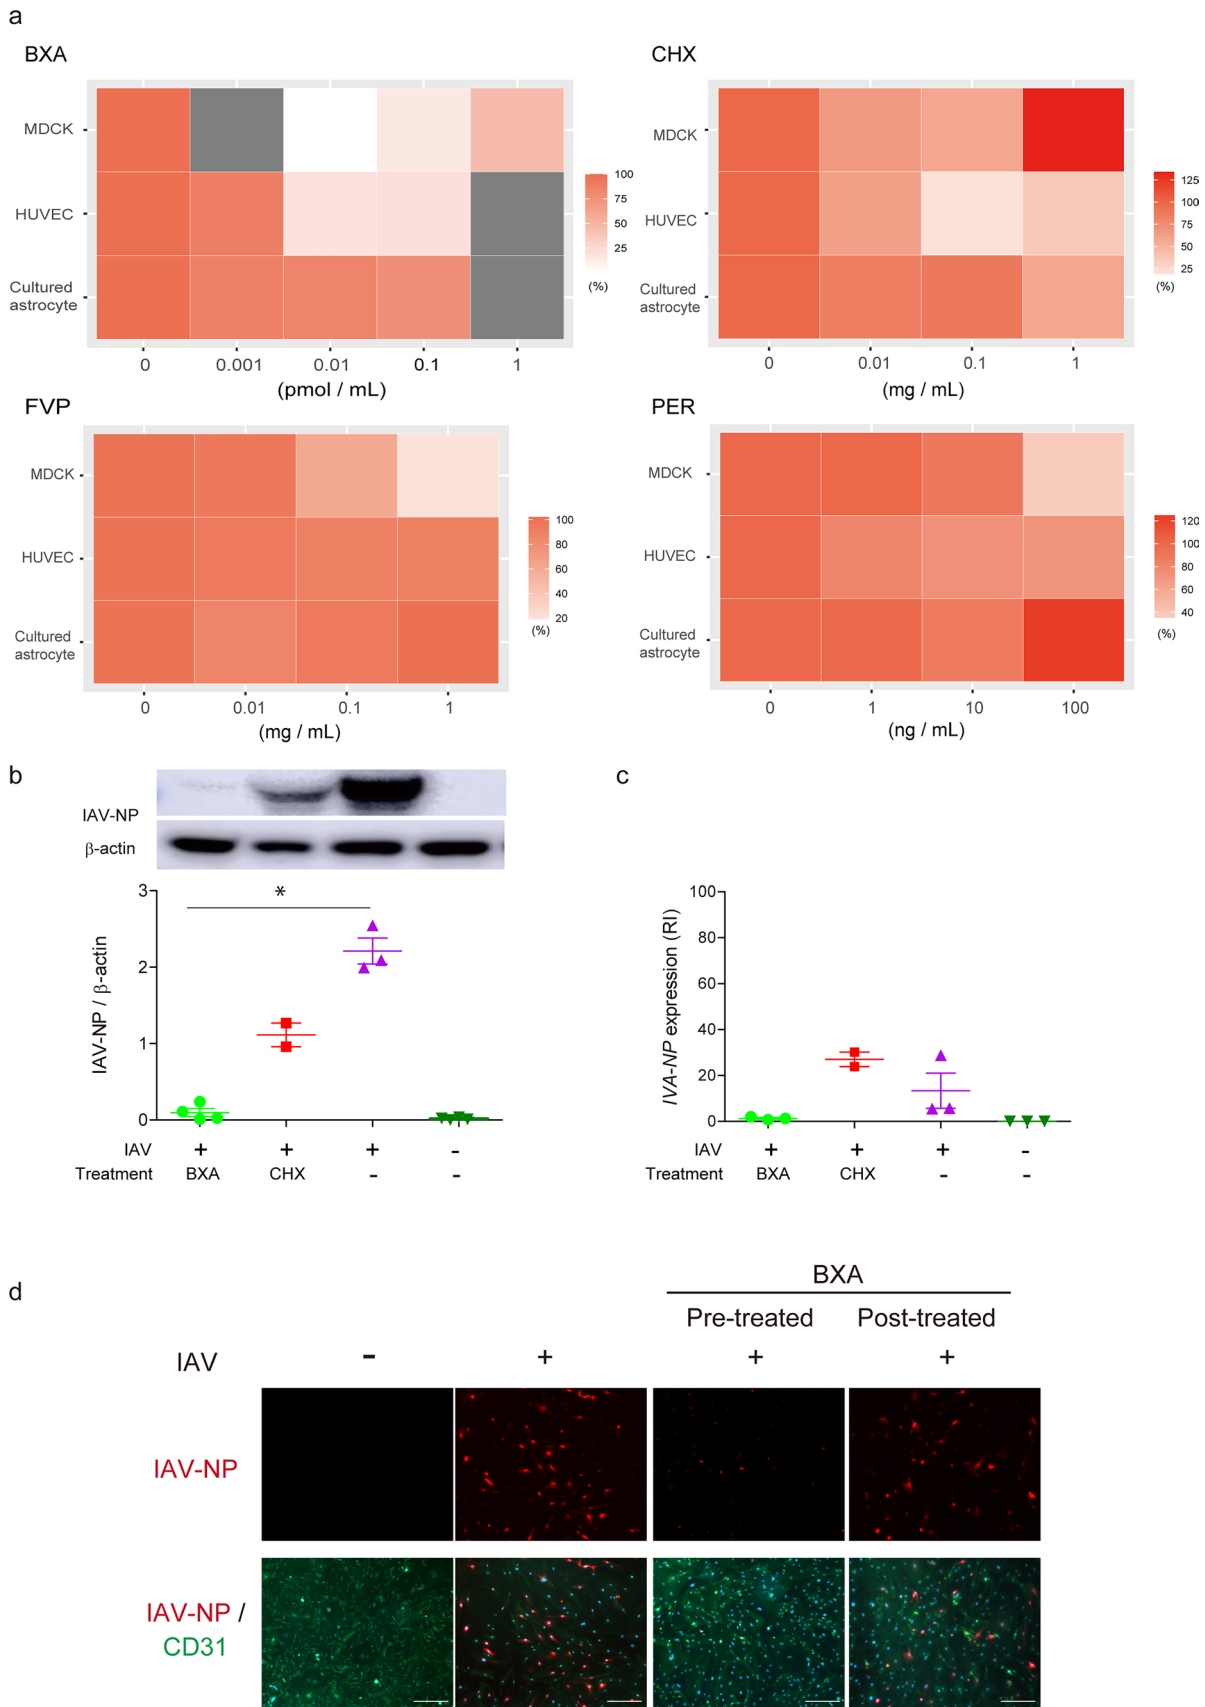 a
BXA
MDCK
HUVEC
Cultured
astrocyte
0 0.001 0.01 0.1 1
(pmol / mL)
100
75
50
25
(%)
CHX
MDCK
HUVEC
Cultured
astrocyte
0 0.01 0.1 1
(mg / mL)
125
100
75
50
25
(%)
FVP
MDCK
HUVEC
Cultured
astrocyte
0 0.01 0.1 1
(mg / mL)
100
80
60
40
20
(%)
PER
MDCK
HUVEC
Cultured
astrocyte
0 1 10 100
(ng / mL)
120
100
80
60
40
(%)
b
IAV-NP
β-actin
IAV-NP / β-actin
3
2
1
0
*
IAV + + + -
Treatment BXA CHX - -
c
IVA-NP expression (RI)
100
80
60
40
20
0
IAV + + + -
Treatment BXA CHX - -
d
BXA
Pre-treated Post-treated
IAV - + + +
IAV-NP
IAV-NP /
CD31